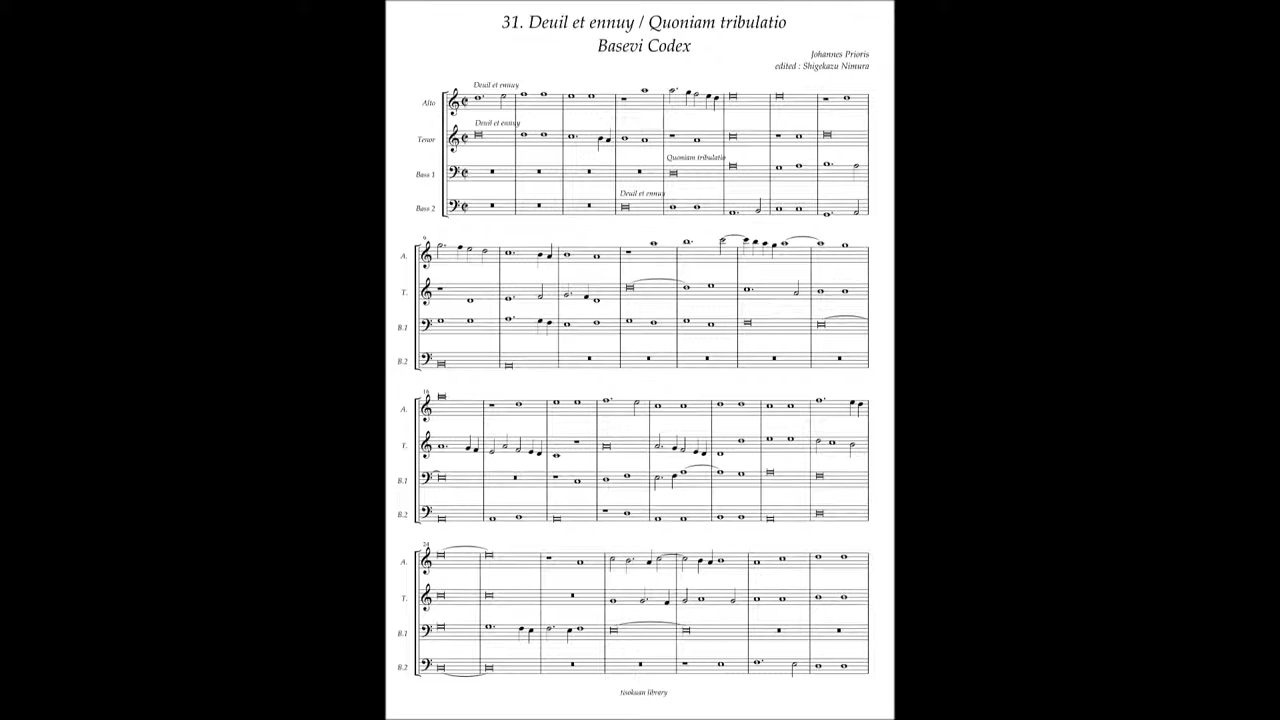 31. Deuil et ennuy / Quoniam tribulatio
Basevi Codex
Johannes Prioris
edited : Shigekazu Nimura
Deuil et ennuy
Alto
Deuil et ennuy
Tenor
Quoniam tribulatio
Bass 1
Deuil et ennuy
Bass 2
9
A.
T.
B.1
B.2
16
A.
T.
B.1
B.2
24
A.
T.
B.1
B.2
library